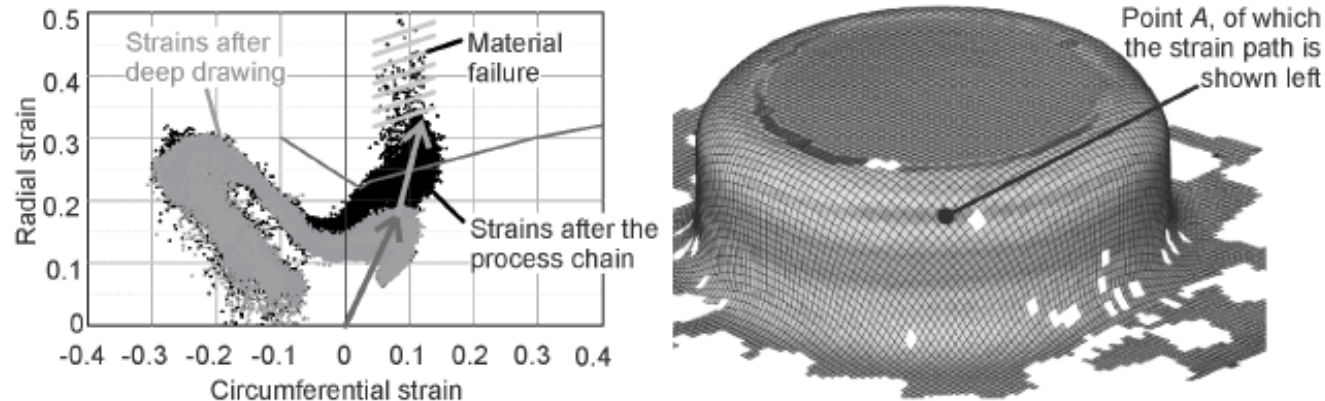 0.5
0.4
0.3
0.2
0.1
0
Radial strain
Strains after
deep drawing
Material
failure
Strains after the
process chain
-0.4 -0.3 -0.2 -0.1 0 0.1 0.2 0.3 0.4
Circumferential strain
Point A, of which
the strain path is
shown left